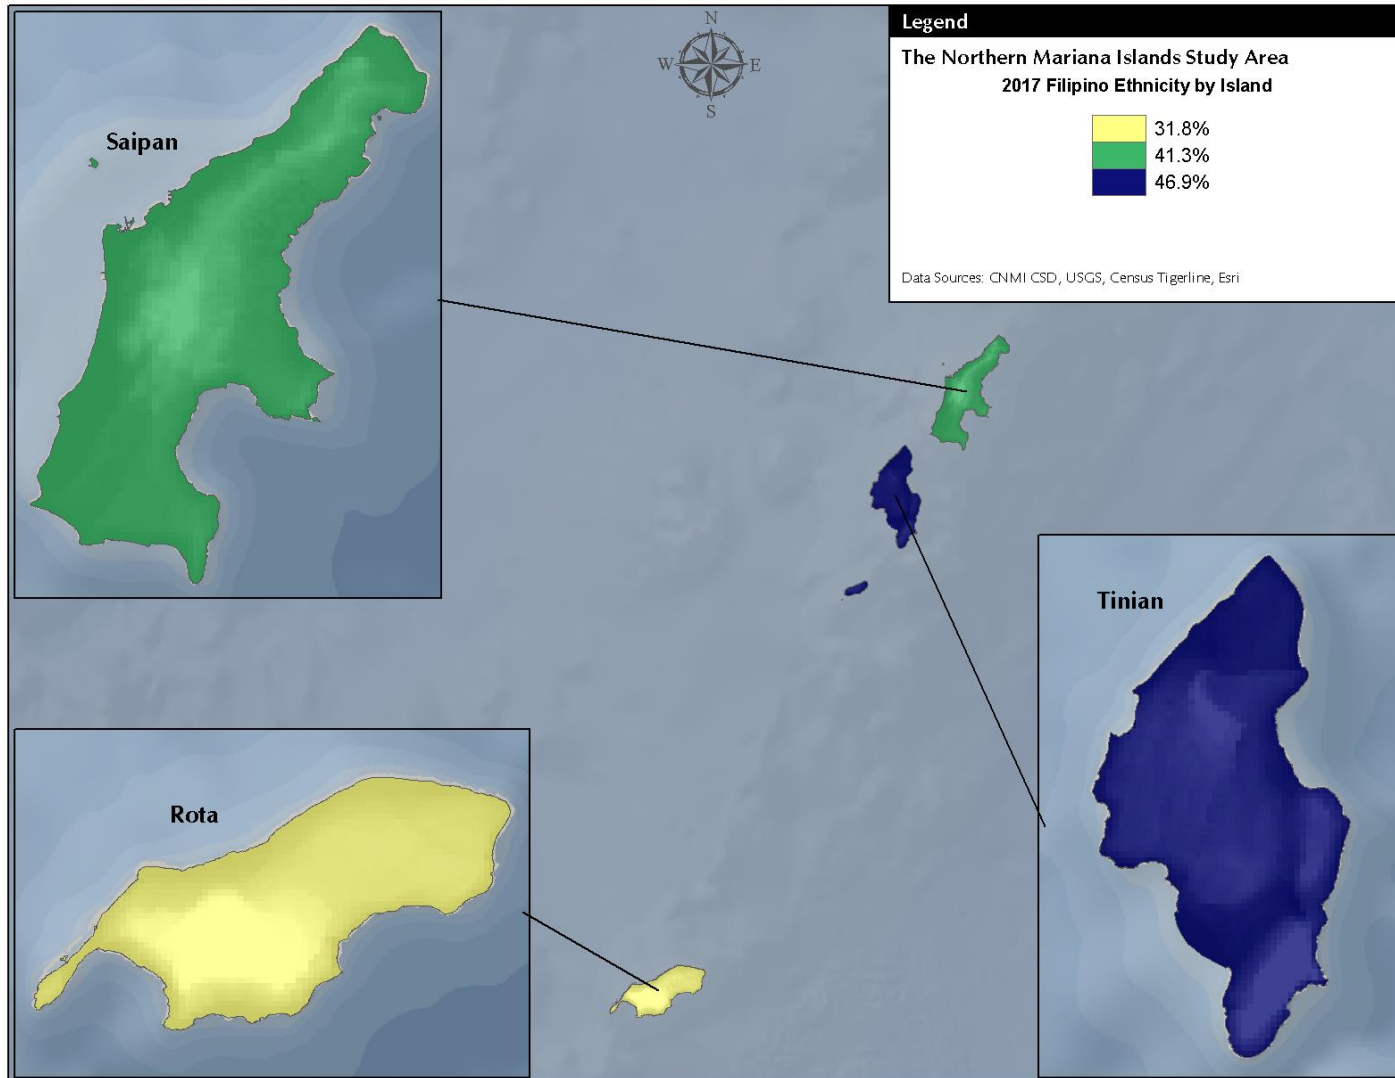 Legend
The Northern Mariana Islands Study Area
2017 Filipino Ethnicity by Island
31.8%
41.3%
46.9%
Data Sources: CNMI CSD, USGS, Census Tigerline, Esri
N
W E
S
Saipan
Tinian
Rota